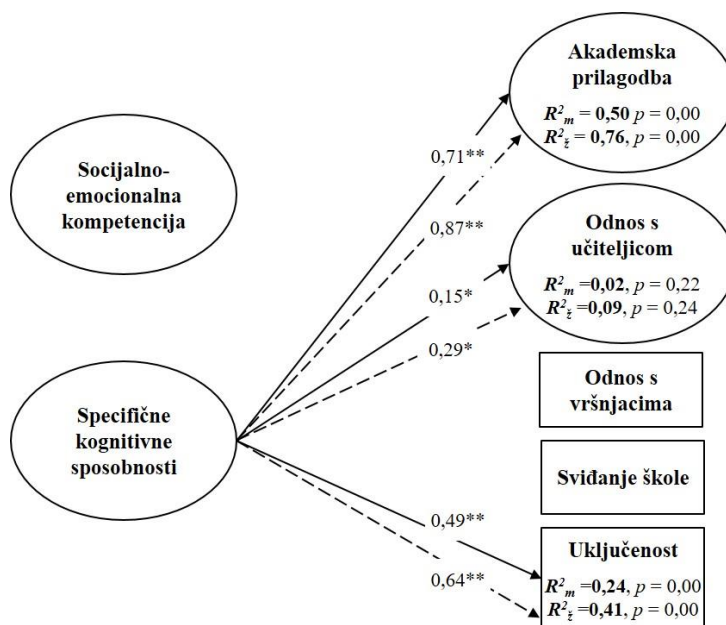 Akademska
prilagodba
R²m = 0,50 p = 0,00
R²ž = 0,76, p = 0,00
Socijalno-
emocionalna
kompetencija
0,71**
0,87**
Odnos s
učiteljicom
R²m =0,02, p = 0,22
R²ž =0,09, p = 0,24
0,15*
0,29*
Odnos s
vršnjacima
Specifične
kognitivne
sposobnosti
Sviđanje škole
0,49**
0,64**
Uključenost
R²m =0,24, p = 0,00
R²ž =0,41, p = 0,00